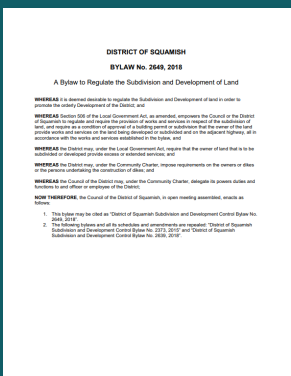 DISTRICT OF SQUAMISH
BYLAW No. 2649, 2018
A Bylaw to Regulate the Subdivision and Development of Land
WHEREAS it is deemed desirable to regulate the Subdivision and Development of land in order to
promote the orderly Development of the District; and
WHEREAS Section 506 of the Local Government Act, as amended, empowers the Council or the District
of Squamish to regulate and require the provision of works and services in respect of the subdivision of
land, and require as a condition of approval of a building permit or subdivision that the owner of the land
provide works and services on the land being developed or subdivided and on the adjacent highway, all in
accordance with the works and services established in the bylaw, and
WHEREAS the District may, under the Local Government Act, require that the owner of land that is to be
subdivided or developed provide excess or extended services; and
WHEREAS the District may, under the Community Charter, impose requirements on the owners or dikes
or the persons undertaking the construction of dikes; and
WHEREAS the Council of the District may, under the Community Charter, delegate its powers duties and
functions to and officer or employee of the District;
NOW THEREFORE, the Council of the District of Squamish, in open meeting assembled, enacts as
follows:
1. This bylaw may be cited as "District of Squamish Subdivision and Development Control Bylaw No.
2649, 2018".
2. The following bylaws and all its schedules and amendments are repealed: "District of Squamish
Subdivision and Development Control Bylaw No. 2373, 2015" and "District of Squamish
Subdivision and Development Control Bylaw No. 2639, 2018"